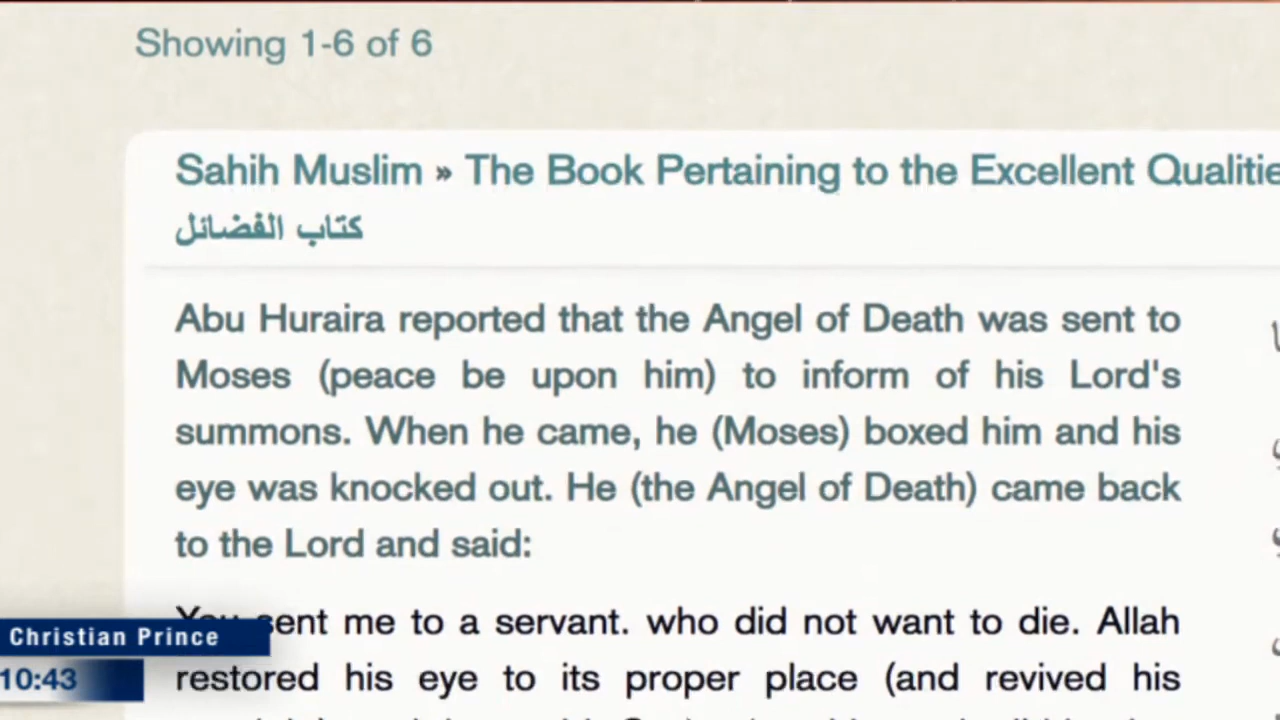 Showing 1-6 of 6
Sahih Muslim » The Book Pertaining to the Excellent
كتاب الفضائل
Abu Huraira reported that the Angel of Death was sent to
Moses (peace be upon him) to inform of his Lord's
summons. When he came, he (Moses) boxed him and his
eye was knocked out. He (the Angel of Death) came back
to the Lord and said:
You sent me to a servant. who did not want to die. Allah
restored his eye to its proper place (and revived his
Christian Prince
10:43